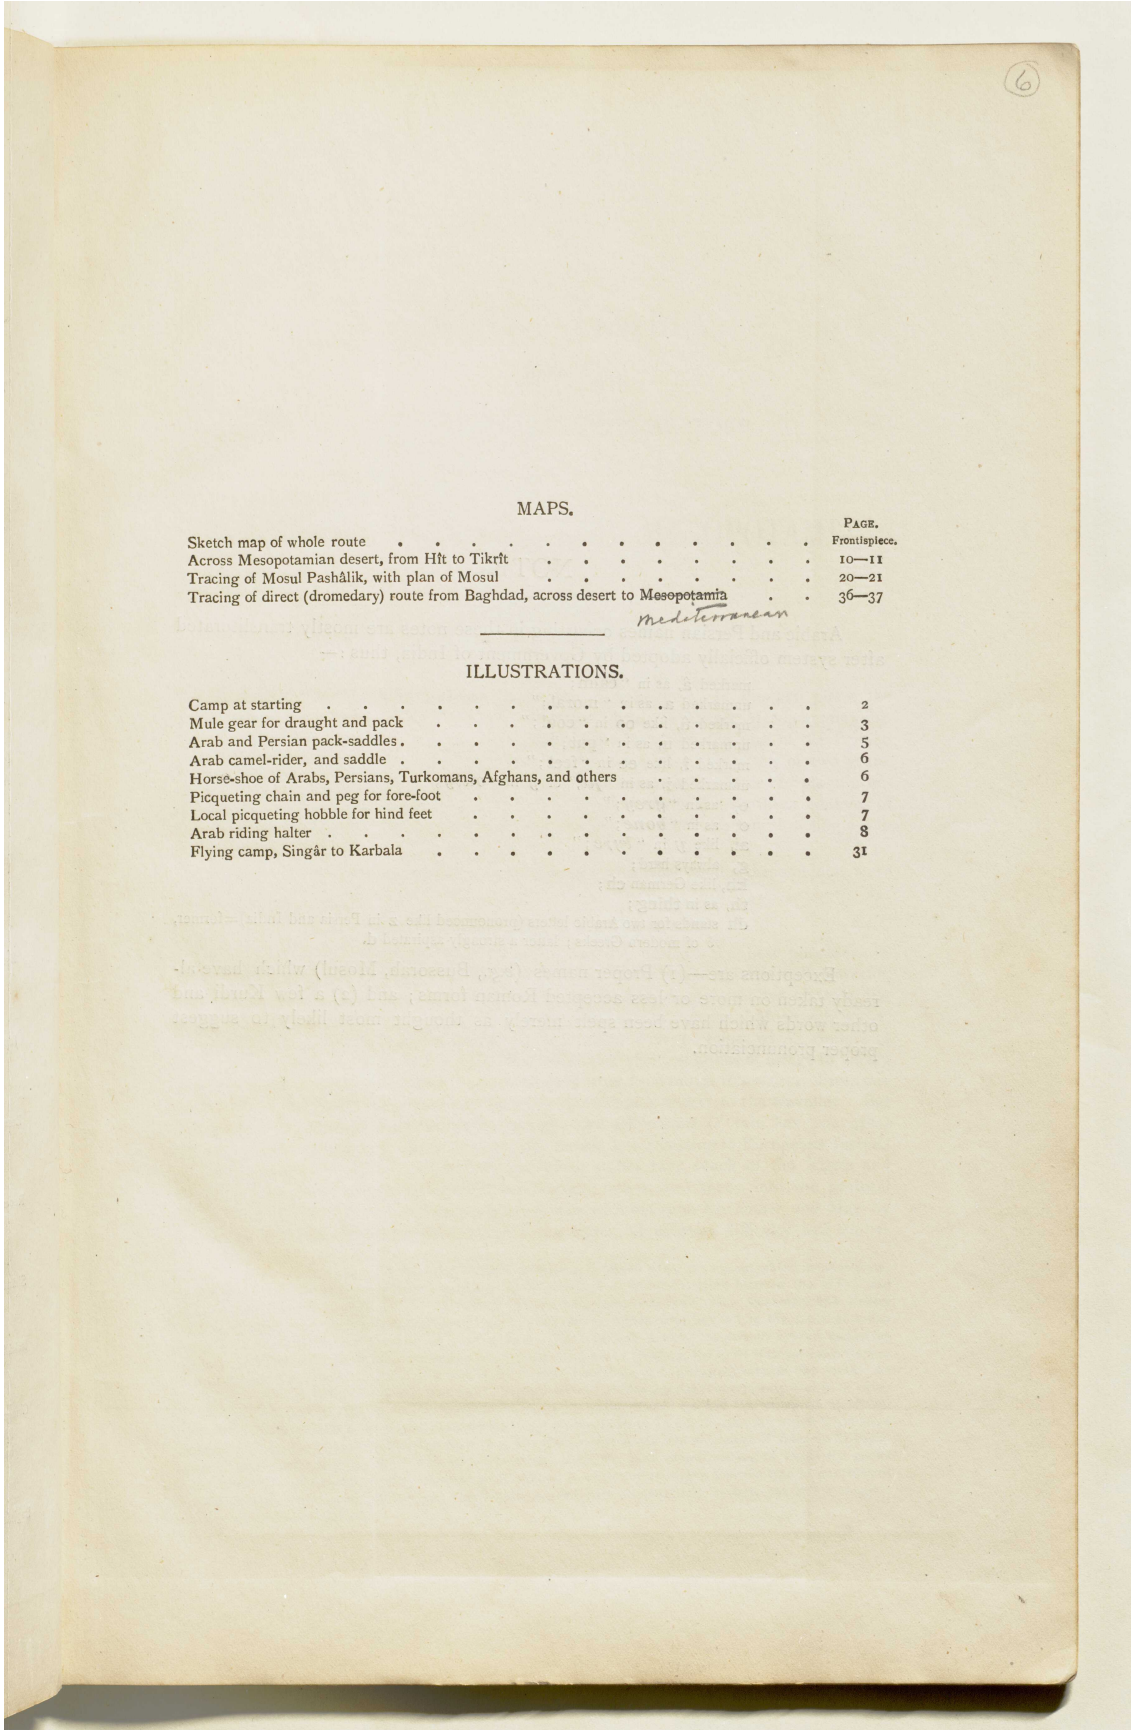 6
MAPS.
PAGE.
Sketch map of whole route . . . . . . . . . . . . Frontispiece.
Across Mesopotamian desert, from Hît to Tikrît . . . . . . . . 10—11
Tracing of Mosul Pashâlik, with plan of Mosul . . . . . . . . 20—21
Tracing of direct (dromedary) route from Baghdad, across desert to Mesopotamia . . 36—37
mediterranean
ILLUSTRATIONS.
Camp at starting . . . . . . . . . . . . . . 2
Mule gear for draught and pack . . . . . . . . . . . 3
Arab and Persian pack-saddles . . . . . . . . . . . . 5
Arab camel-rider, and saddle . . . . . . . . . . . . 6
Horse-shoe of Arabs, Persians, Turkomans, Afghans, and others . . . . . 6
Picqueting chain and peg for fore-foot . . . . . . . . . . 7
Local picqueting hobble for hind feet . . . . . . . . . . 7
Arab riding halter . . . . . . . . . . . . . . 8
Flying camp, Singâr to Karbala . . . . . . . . . . . 31